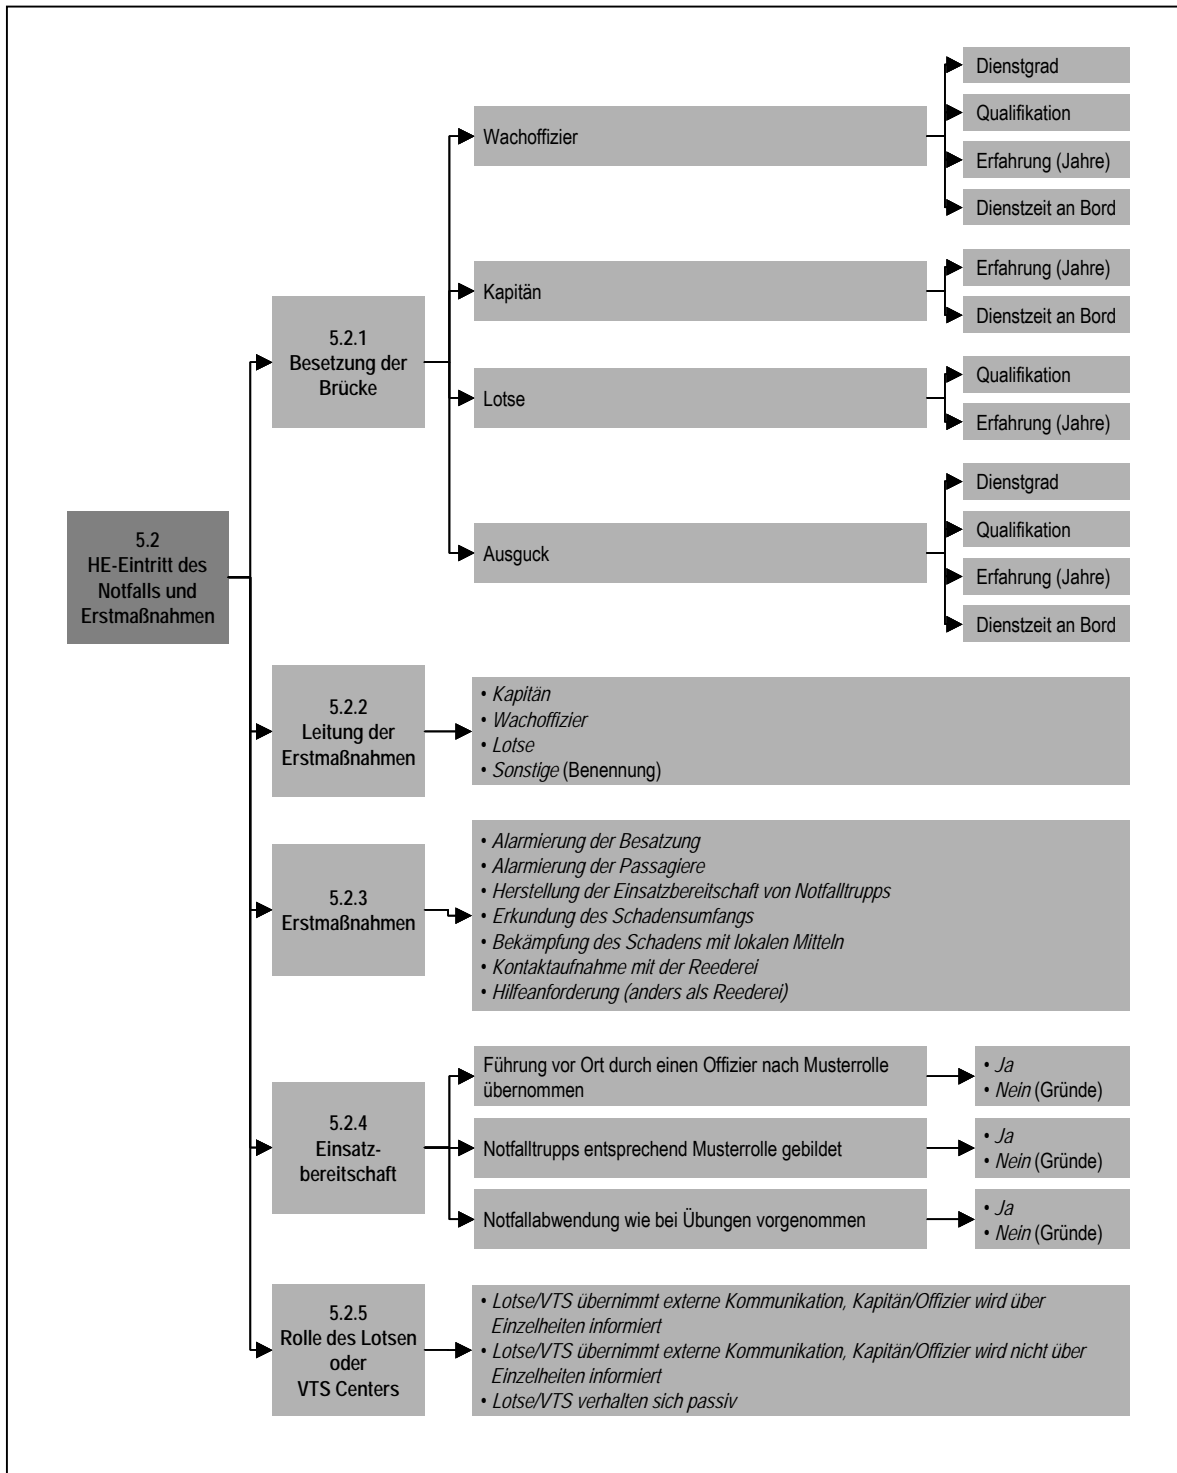 5.2
HE-Eintritt des
Notfalls und
Erstmaßnahmen
5.2.1
Besetzung der
Brücke
Wachoffizier
Dienstgrad
Qualifikation
Erfahrung (Jahre)
Dienstzeit an Bord
Kapitän
Erfahrung (Jahre)
Dienstzeit an Bord
Lotse
Qualifikation
Erfahrung (Jahre)
Ausguck
Dienstgrad
Qualifikation
Erfahrung (Jahre)
Dienstzeit an Bord
5.2.2
Leitung der
Erstmaßnahmen
• Kapitän
• Wachoffizier
• Lotse
• Sonstige (Benennung)
5.2.3
Erstmaßnahmen
• Alarmierung der Besatzung
• Alarmierung der Passagiere
• Herstellung der Einsatzbereitschaft von Notfalltrupps
• Erkundung des Schadensumfangs
• Bekämpfung des Schadens mit lokalen Mitteln
• Kontaktaufnahme mit der Reederei
• Hilfeanforderung (anders als Reederei)
5.2.4
Einsatz-
bereitschaft
Führung vor Ort durch einen Offizier nach Musterrolle
übernommen
• Ja
• Nein (Gründe)
Notfalltrupps entsprechend Musterrolle gebildet
• Ja
• Nein (Gründe)
Notfallabwendung wie bei Übungen vorgenommen
• Ja
• Nein (Gründe)
5.2.5
Rolle des Lotsen
oder
VTS Centers
• Lotse/VTS übernimmt externe Kommunikation, Kapitän/Offizier wird über
Einzelheiten informiert
• Lotse/VTS übernimmt externe Kommunikation, Kapitän/Offizier wird nicht über
Einzelheiten informiert
• Lotse/VTS verhalten sich passiv